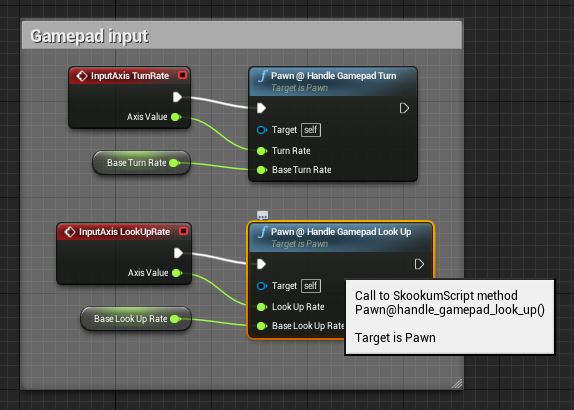 Gamepad input
InputAxis TurnRate
Axis Value
Base Turn Rate
Pawn @ Handle Gamepad Turn
Target is Pawn
Target self
Turn Rate
Base Turn Rate
InputAxis LookUpRate
Axis Value
Base Look Up Rate
Pawn @ Handle Gamepad Look Up
Target is Pawn
Target self
Look Up Rate
Base Look Up Rate
Call to SkookumScript method
Pawn@handle_gamepad_look_up()
Target is Pawn